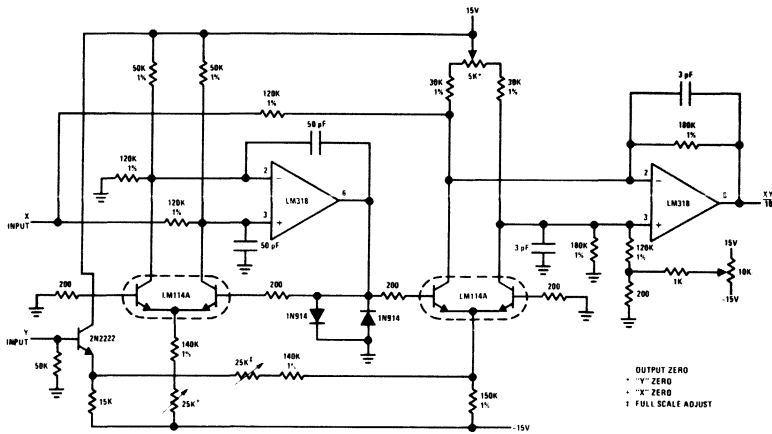 15V
50K
1%
50K
1%
5K*
30K
1%
30K
1%
3 pF
120K
1%
180K
1%
50 pF
120K
1%
2
6
LM318
2
LM318
XY
10
X
INPUT
120K
1%
3
3
50 pF
3 pF
180K
1%
120K
1%
15V
10K
-15V
1K
200
200
LM114A
200
200
LM114A
200
1N914
1N914
Y
INPUT
2N2222
50K
140K
1%
25K‡
140K
1%
15K
25K+
150K
1%
-15V
OUTPUT ZERO
* "Y" ZERO
+ "X" ZERO
‡ FULL SCALE ADJUST